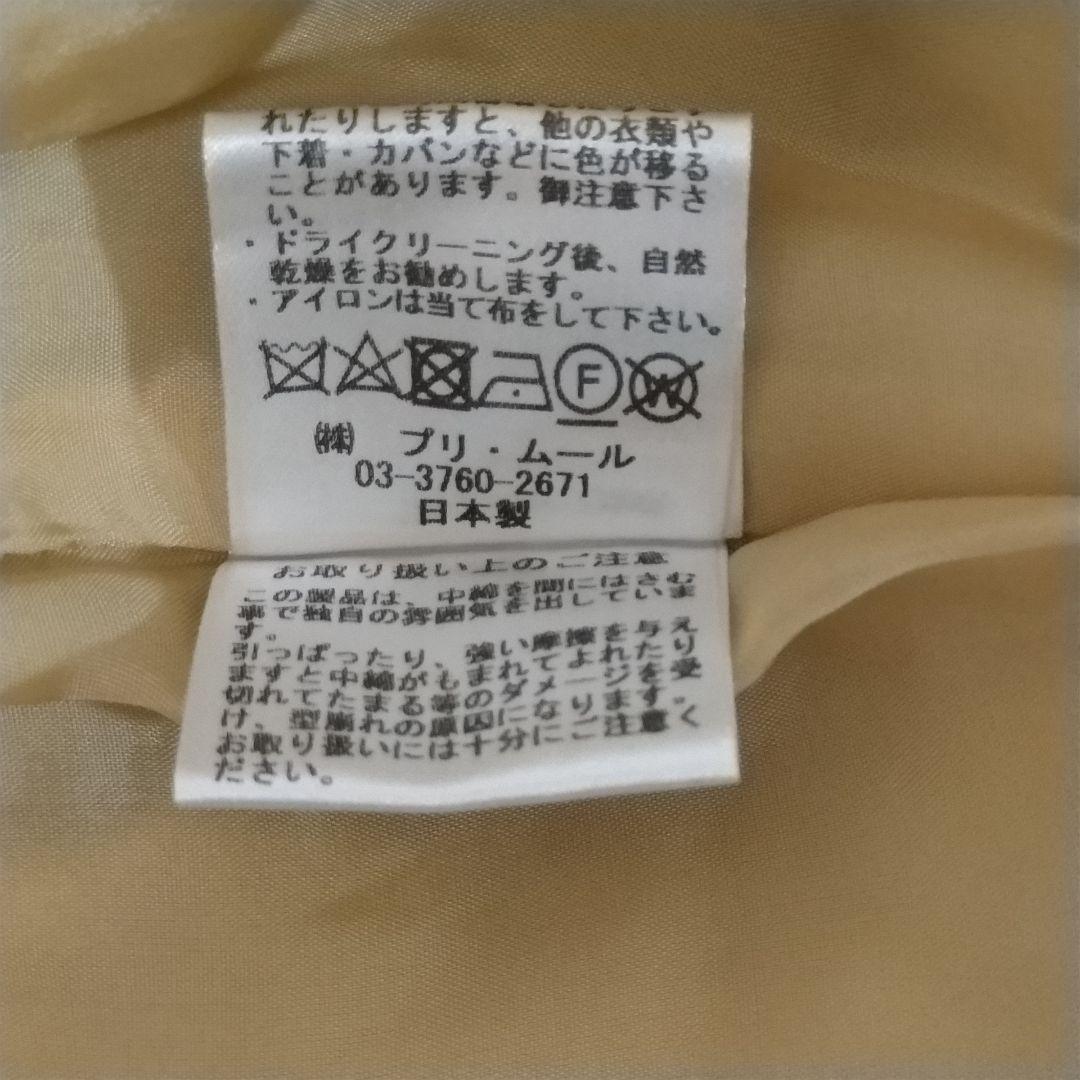 れたりしますと、他の衣類や
下着・カバンなどに色が移る
ことがあります。御注意下さ
い。
・ドライクリーニング後、自然
乾燥をお勧めします。
・アイロンは当て布をして下さい。
F W
㈱ プリ・ムール
03-3760-2671
日本製
お取り扱い上のご注意
この製品は、中綿を間にはさむ
事で独自の雰囲気を出していま
す。
引っぱったり、強い摩擦を与え
ますと中綿がもまれてよれたり
切れてたまる等のダメージを受
け、型崩れの原因になります。
お取り扱いには十分にご注意く
ださい。